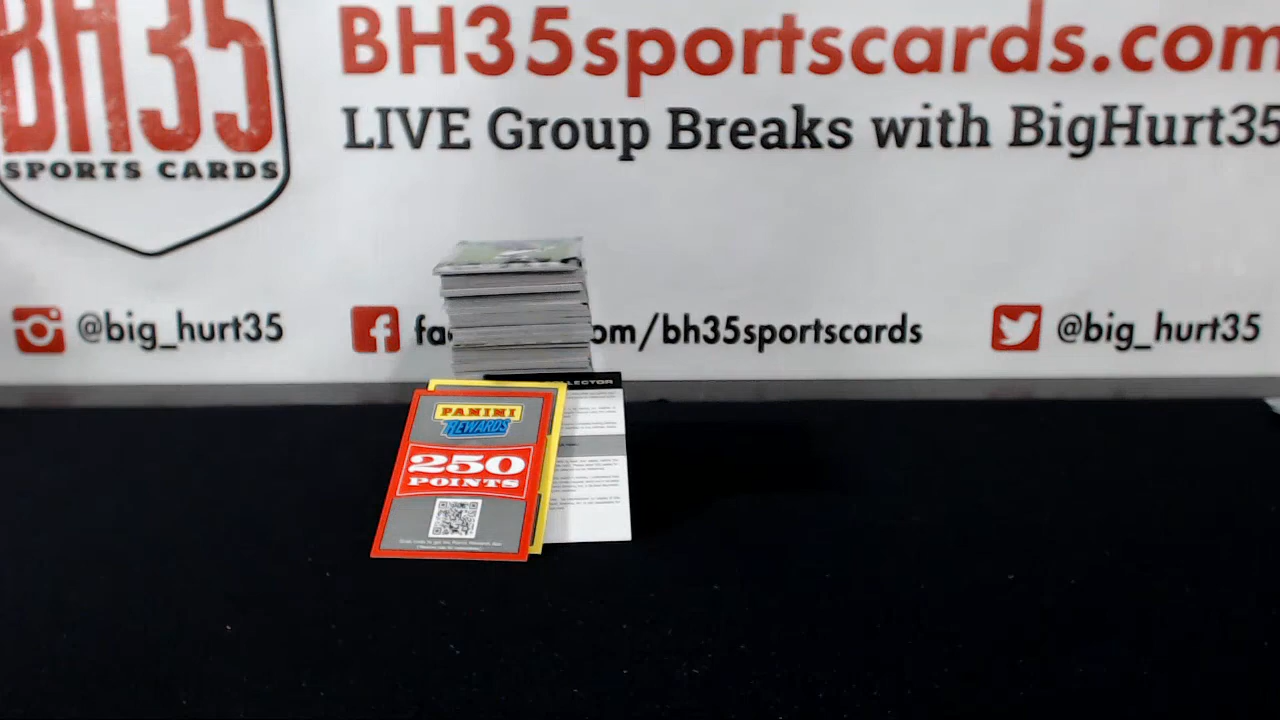 BH35
SPORTS CARDS
BH35sportscards.com
LIVE Group Breaks with BigHurt35
@big_hurt35
fa om/bh35sportscards
@big_hurt35
PANINI
REWARDS
250
POINTS
LECTOR